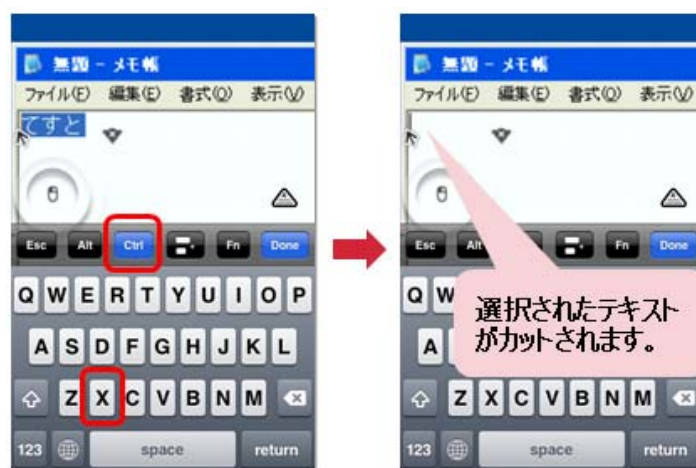 無題 - メモ帳
ファイル(F) 編集(E) 書式(O) 表示(V)
てすと
Esc Alt Ctrl Fn Done
Q W E R T Y U I O P
A S D F G H J K L
Z X C V B N M
123 space return
無題 - メモ帳
ファイル(F) 編集(E) 書式(O) 表示(V)
Esc Alt Fn Done
選択されたテキスト
がカットされます。
Q W
A
Z X C V B N M
123 space return